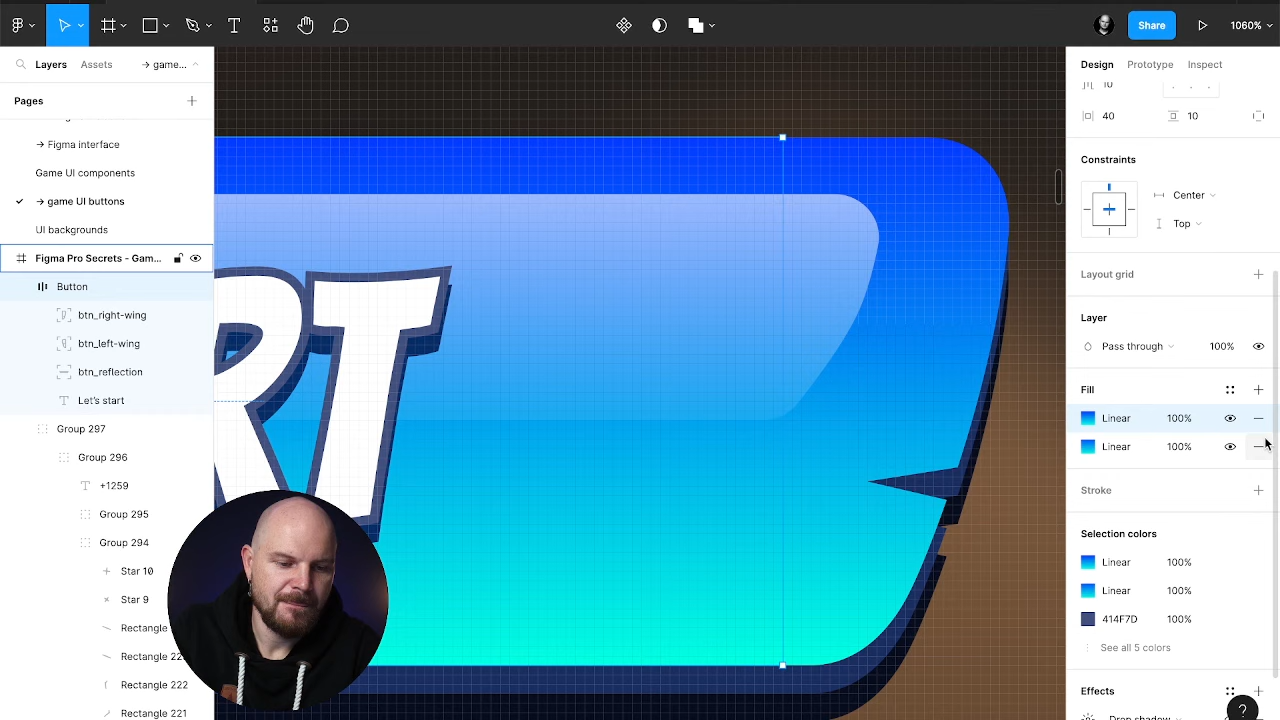 Share
1060%
Layers
Assets
→ game...
Design
Prototype
Inspect
Pages
→ Figma interface
Game UI components
→ game UI buttons
UI backgrounds
Figma Pro Secrets - Gam...
Button
btn_right-wing
btn_left-wing
btn_reflection
Let's start
Group 297
Group 296
+1259
Group 295
Group 294
Star 10
Star 9
Rectangle
Rectangle 22
Rectangle 222
Rectangle 221
RT
10
40
10
Constraints
Center
Top
Layout grid
Layer
Pass through
100%
Fill
Linear
100%
Linear
100%
Stroke
Selection colors
Linear
100%
Linear
100%
414F7D
100%
See all 5 colors
Effects
Drop shadow
?